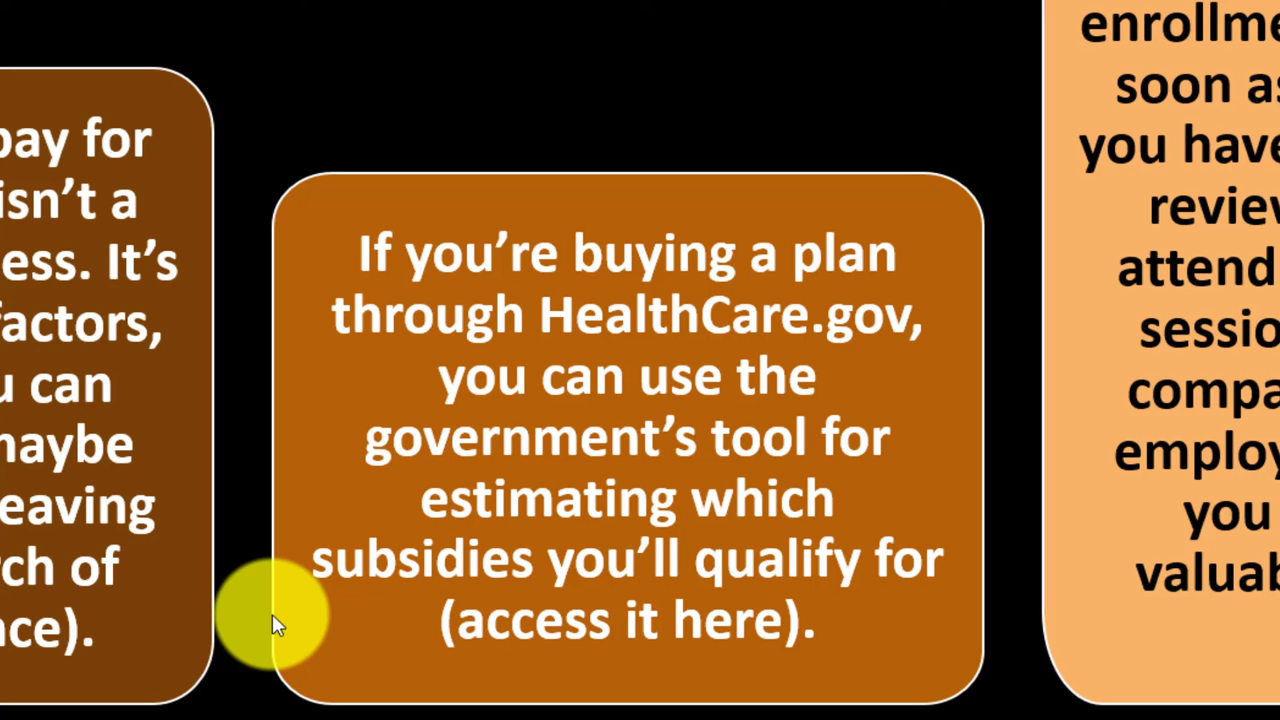 pay for
isn't a
ess. It's
factors,
u can
maybe
eaving
ch of
nce).
If you're buying a plan
through HealthCare.gov,
you can use the
government's tool for
estimating which
subsidies you'll qualify for
(access it here).
enrollme
soon as
you have
review
attend
sessio
compa
employ
you
valuab